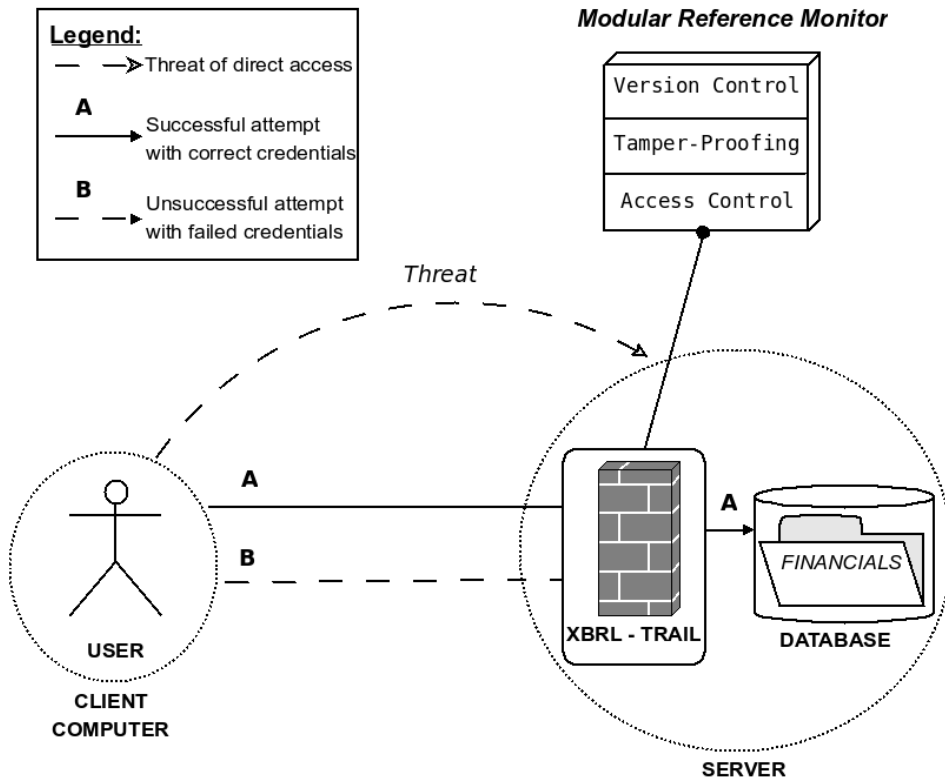 Modular Reference Monitor
Legend:
Threat of direct access
A
Successful attempt
with correct credentials
B
Unsuccessful attempt
with failed credentials
Version Control
Tamper-Proofing
Access Control
Threat
A
B
A
FINANCIALS
XBRL - TRAIL
DATABASE
USER
CLIENT
COMPUTER
SERVER